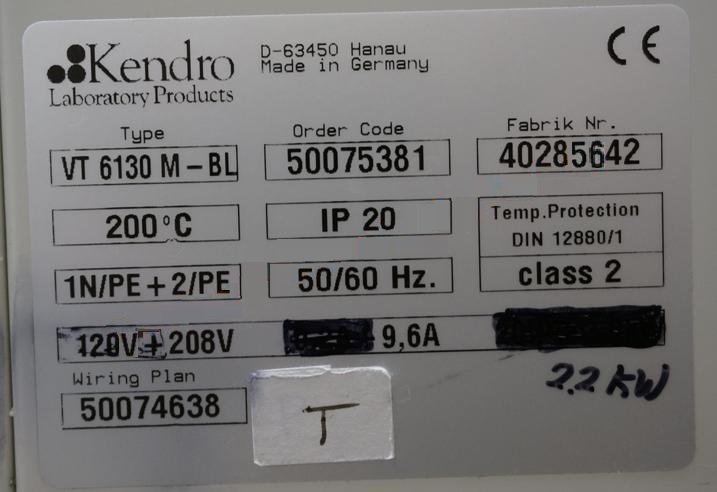 Kendro
Laboratory Products
D-63450 Hanau
Made in Germany
CE
Type
Order Code
Fabrik Nr.
VT 6130 M-BL
50075381
40285642
200°C
IP 20
Temp.Protection
DIN 12880/1
1N/PE + 2/PE
50/60 Hz.
class 2
120V + 208V
9,6A
2.2 KW
Wiring Plan
50074638
T